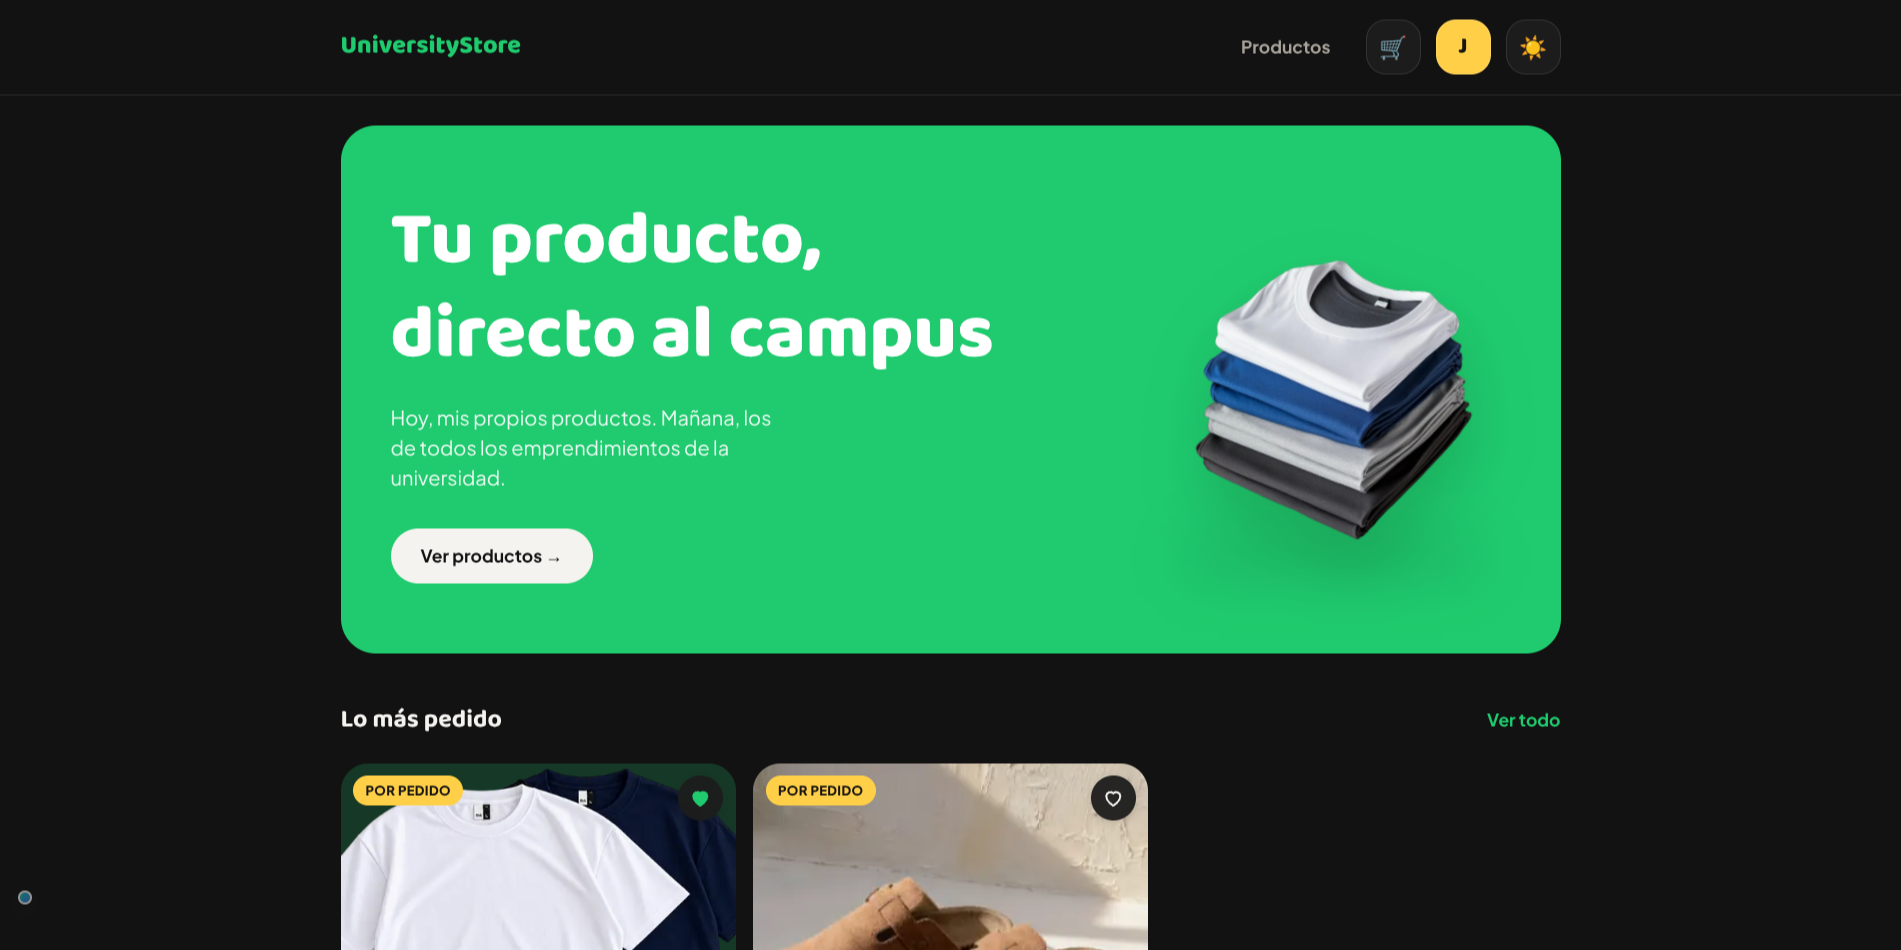 UniversityStore
Productos
J
Tu producto,
directo al campus
Hoy, mis propios productos. Mañana, los
de todos los emprendimientos de la
universidad.
Ver productos →
Lo más pedido
Ver todo
POR PEDIDO
POR PEDIDO